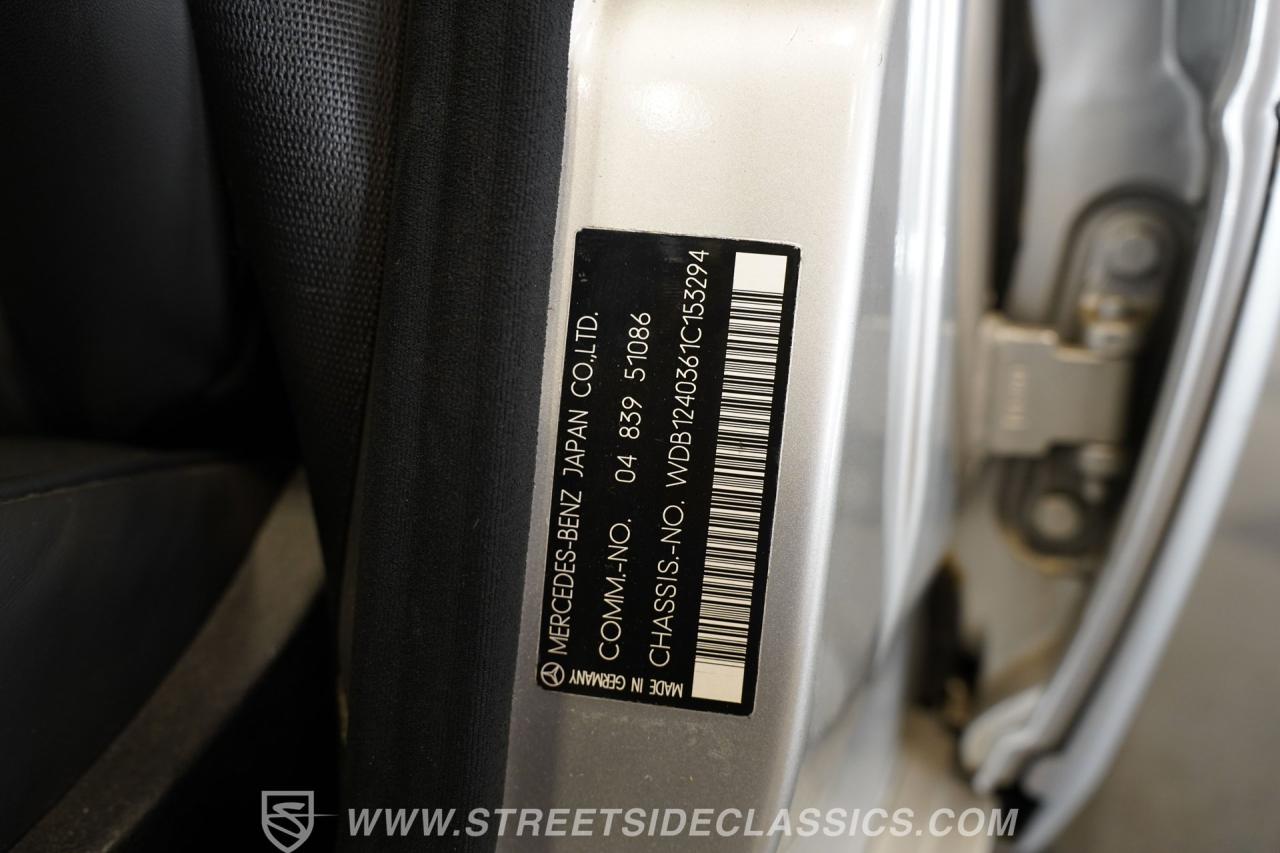 MERCEDES-BENZ JAPAN CO.,LTD.
COMM.-NO. 04 839 51086
CHASSIS.-NO. WDB1240361C153294
MADE IN GERMANY
WWW.STREETSIDECLASSICS.COM